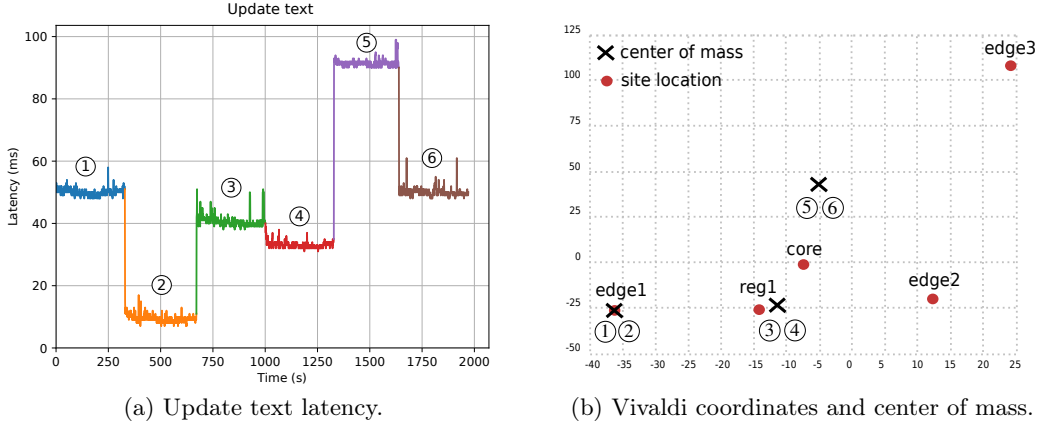 Update text
100
80
60
40
20
0
Latency (ms)
① ② ③ ④ ⑤ ⑥
0 250 500 750 1000 1250 1500 1750 2000
Time (s)
(a) Update text latency.
125
100
75
50
25
0
-25
-50
center of mass
site location
edge3
⑤ ⑥
core
edge1
reg1
edge2
① ②
③ ④
-40 -35 -30 -25 -20 -15 -10 -5 0 5 10 15 20 25
(b) Vivaldi coordinates and center of mass.